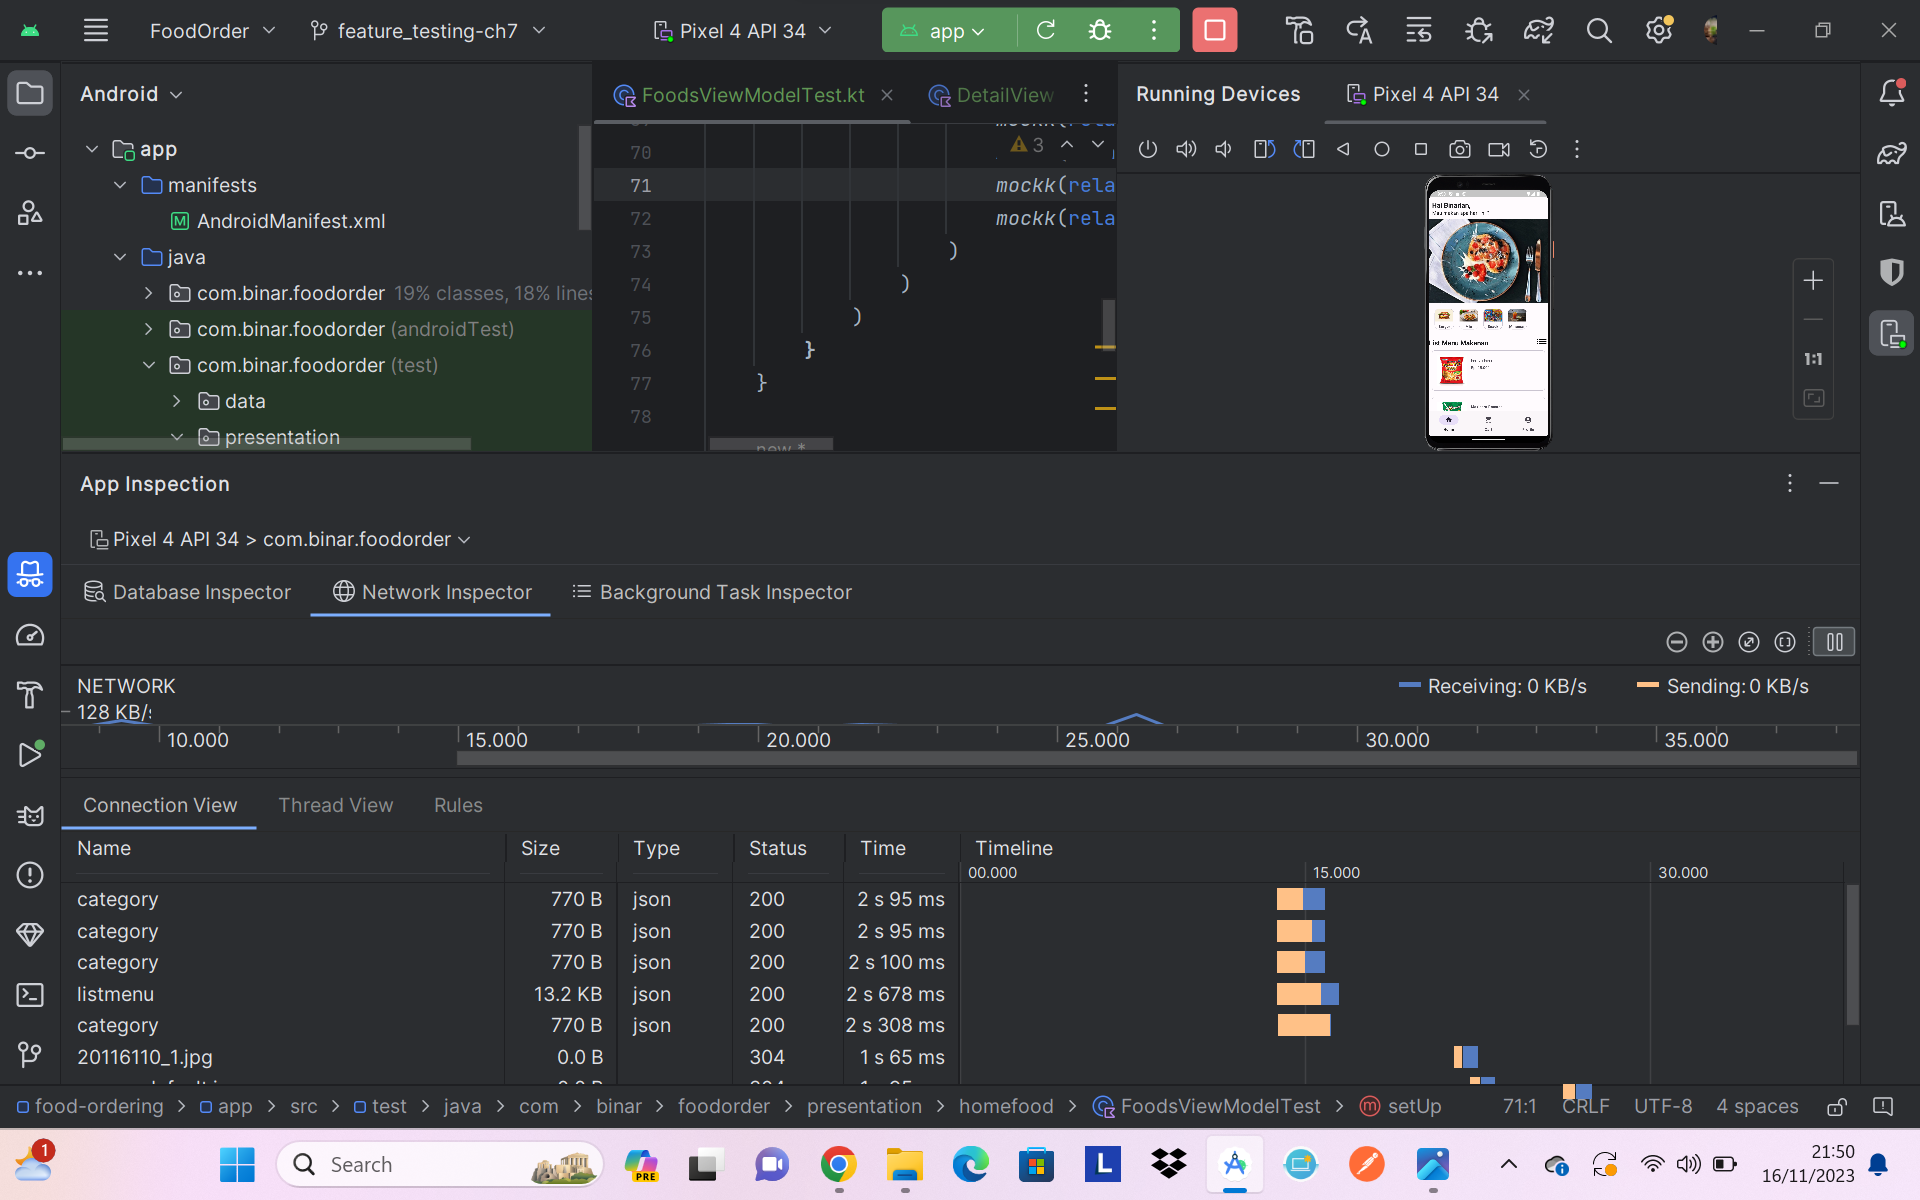 FoodOrder
feature_testing-ch7
Pixel 4 API 34
app
Android
FoodsViewModelTest.kt
DetailView
Running Devices
Pixel 4 API 34
app
manifests
AndroidManifest.xml
java
com.binar.foodorder 19% classes, 18% lines
com.binar.foodorder (androidTest)
com.binar.foodorder (test)
data
presentation
3
70
71 mockk(rela
72 mockk(rela
73 )
74 )
75 )
76 }
77 }
78
new *
1:1
Hai Binarian,
List Menu Makanan
App Inspection
Pixel 4 API 34 > com.binar.foodorder
Database Inspector
Network Inspector
Background Task Inspector
NETWORK
Receiving: 0 KB/s
Sending: 0 KB/s
128 KB/s
10.000 15.000 20.000 25.000 30.000 35.000
Connection View
Thread View
Rules
Name Size Type Status Time Timeline
00.000 15.000 30.000
category 770 B json 200 2 s 95 ms
category 770 B json 200 2 s 95 ms
category 770 B json 200 2 s 100 ms
listmenu 13.2 KB json 200 2 s 678 ms
category 770 B json 200 2 s 308 ms
20116110_1.jpg 0.0 B 304 1 s 65 ms
food-ordering > app > src > test > java > com > binar > foodorder > presentation > homefood > FoodsViewModelTest > setUp
71:1 CRLF UTF-8 4 spaces
1
Search
PRE
L
21:50
16/11/2023